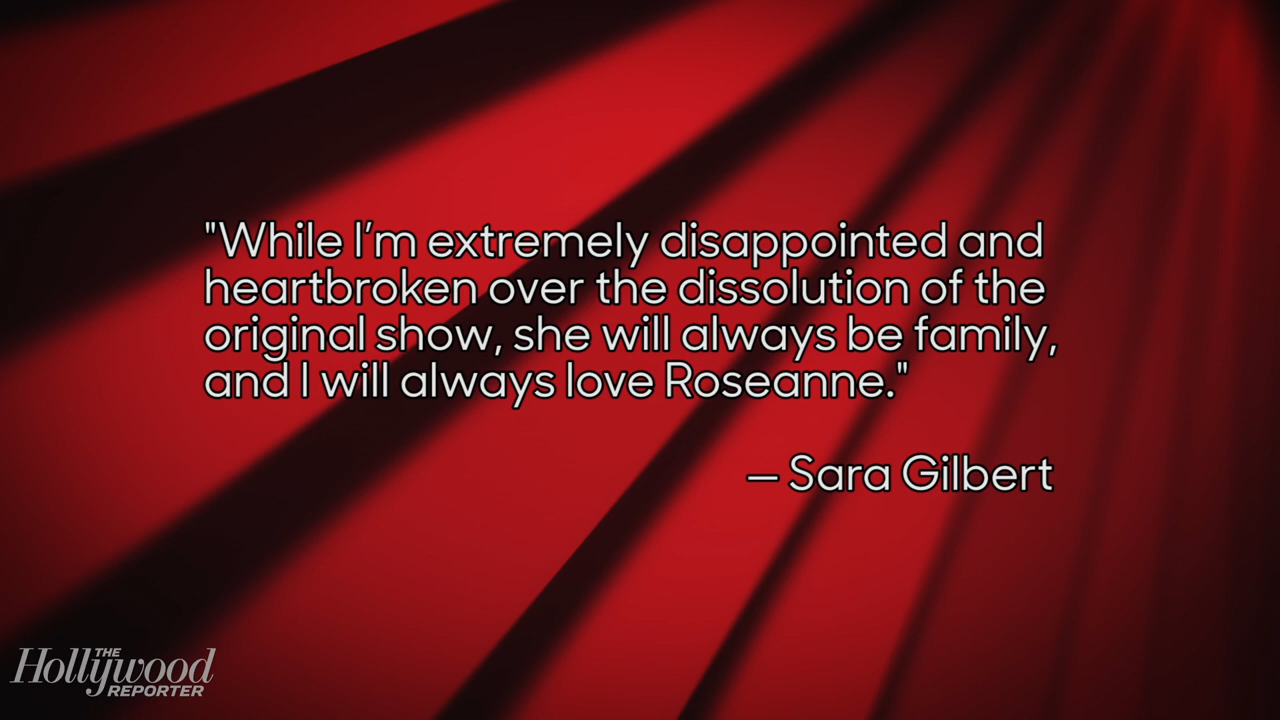 "While I’m extremely disappointed and
heartbroken over the dissolution of the
original show, she will always be family,
and I will always love Roseanne."
– Sara Gilbert
THE
Hollywood
REPORTER